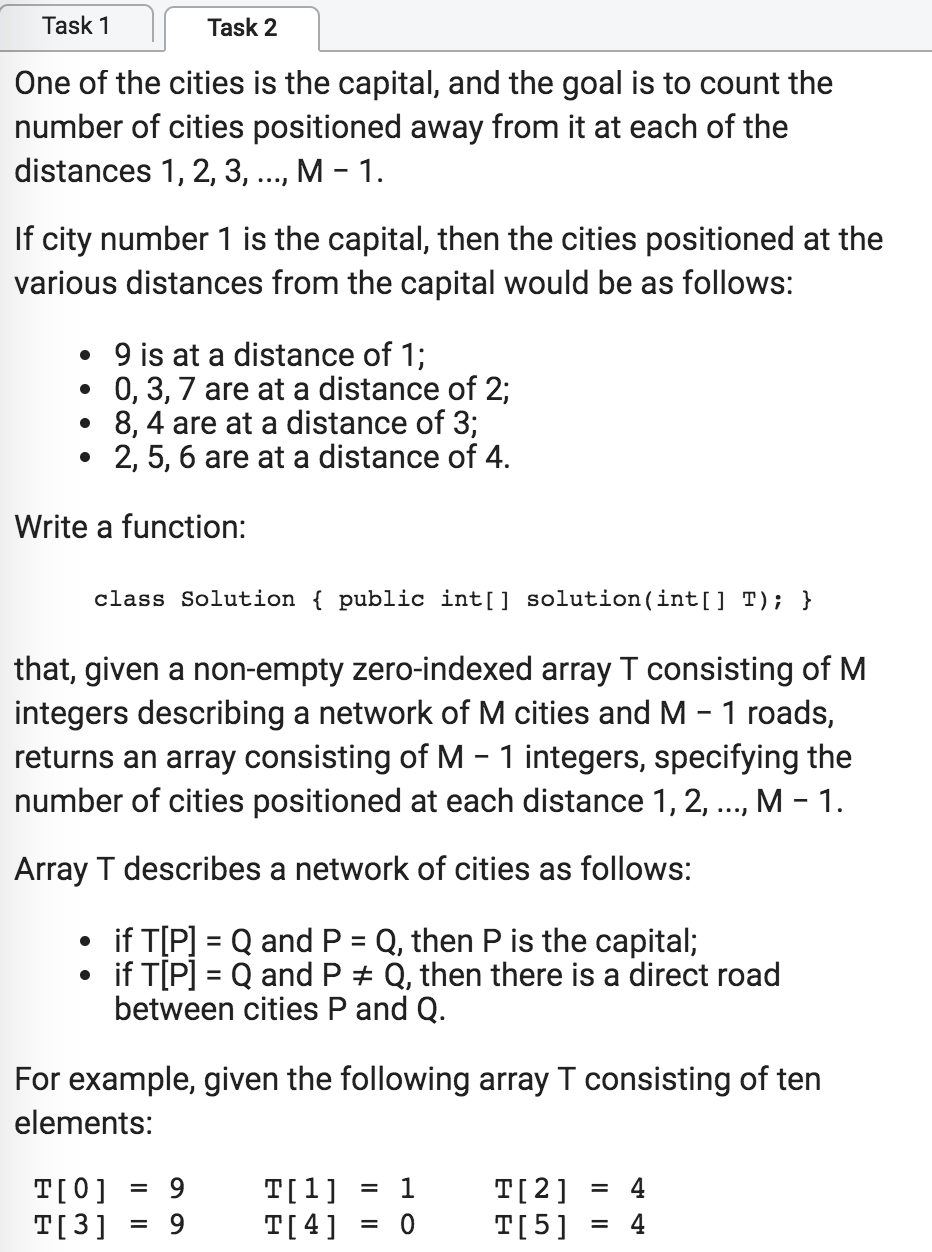 Task 1
Task 2
One of the cities is the capital, and the goal is to count the
number of cities positioned away from it at each of the
distances 1, 2, 3, ..., M − 1.
If city number 1 is the capital, then the cities positioned at the
various distances from the capital would be as follows:
• 9 is at a distance of 1;
• 0, 3, 7 are at a distance of 2;
• 8, 4 are at a distance of 3;
• 2, 5, 6 are at a distance of 4.
Write a function:
class Solution { public int[] solution(int[] T); }
that, given a non-empty zero-indexed array T consisting of M
integers describing a network of M cities and M − 1 roads,
returns an array consisting of M − 1 integers, specifying the
number of cities positioned at each distance 1, 2, ..., M − 1.
Array T describes a network of cities as follows:
• if T[P] = Q and P = Q, then P is the capital;
• if T[P] = Q and P ≠ Q, then there is a direct road
between cities P and Q.
For example, given the following array T consisting of ten
elements:
T[0] = 9 T[1] = 1 T[2] = 4
T[3] = 9 T[4] = 0 T[5] = 4